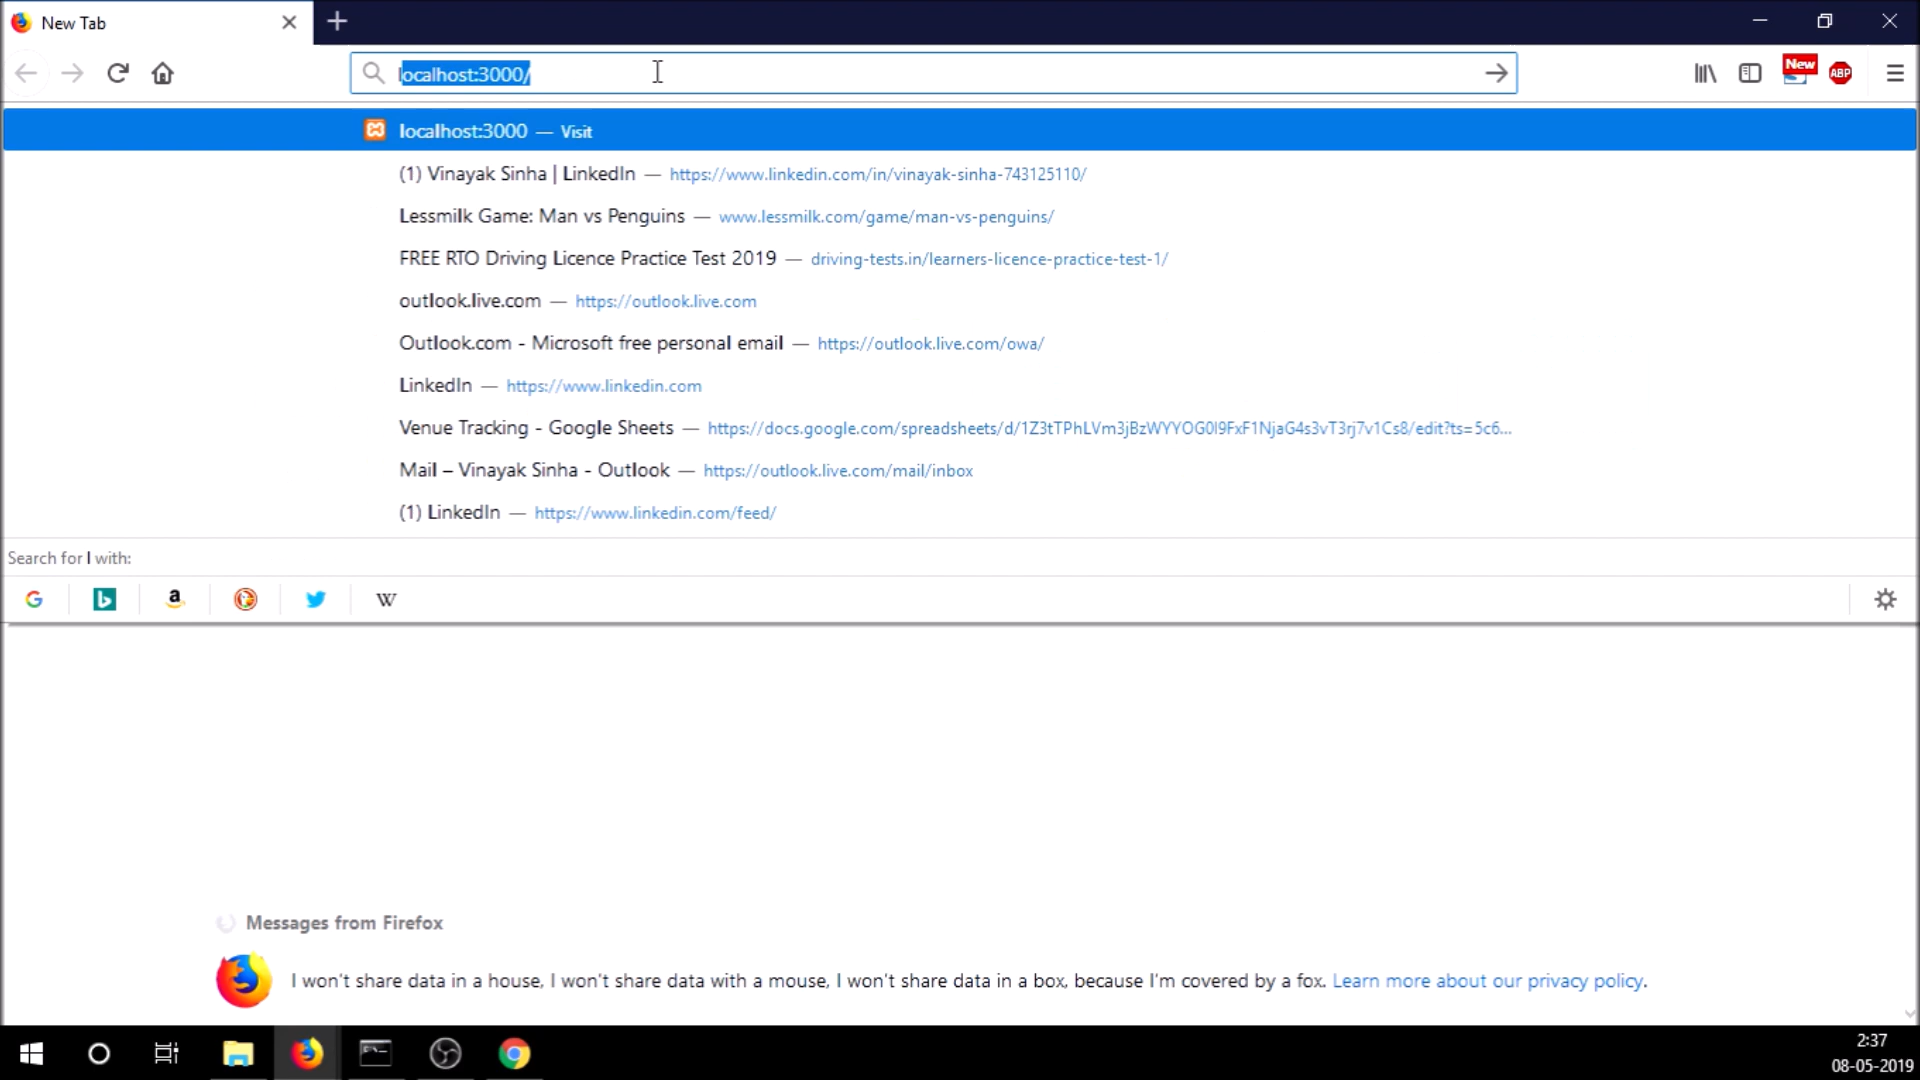 New Tab
localhost:3000/
New
ABP
localhost:3000 — Visit
(1) Vinayak Sinha | LinkedIn — https://www.linkedin.com/in/vinayak-sinha-743125110/
Lessmilk Game: Man vs Penguins — www.lessmilk.com/game/man-vs-penguins/
FREE RTO Driving Licence Practice Test 2019 — driving-tests.in/learners-licence-practice-test-1/
outlook.live.com — https://outlook.live.com
Outlook.com - Microsoft free personal email — https://outlook.live.com/owa/
LinkedIn — https://www.linkedin.com
Venue Tracking - Google Sheets — https://docs.google.com/spreadsheets/d/1Z3tTPhLVm3jBzWYYOG0I9FxF1NjaG4s3vT3rj7v1Cs8/edit?ts=5c6...
Mail – Vinayak Sinha - Outlook — https://outlook.live.com/mail/inbox
(1) LinkedIn — https://www.linkedin.com/feed/
Search for l with:
Messages from Firefox
I won't share data in a house, I won't share data with a mouse, I won't share data in a box, because I'm covered by a fox. Learn more about our privacy policy.
2:37
08-05-2019